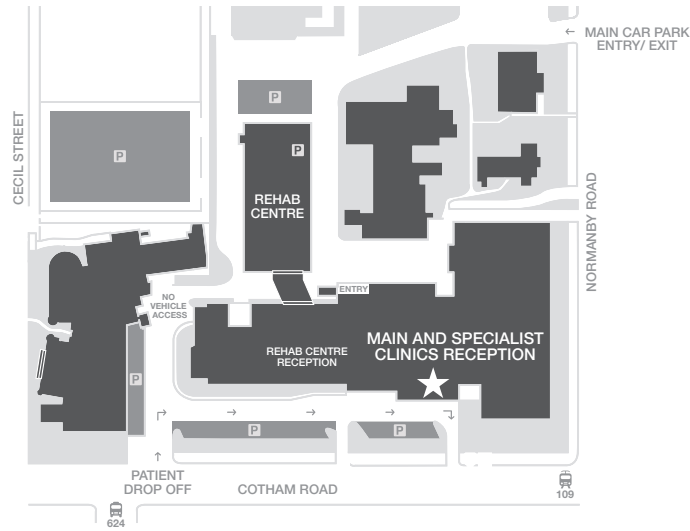 ← MAIN CAR PARK
ENTRY/ EXIT
CECIL STREET
P
P
P
REHAB
CENTRE
NORMANBY ROAD
ENTRY
NO
VEHICLE
ACCESS
MAIN AND SPECIALIST
CLINICS RECEPTION
REHAB CENTRE
RECEPTION
P
P
P
PATIENT
DROP OFF
COTHAM ROAD
109
624